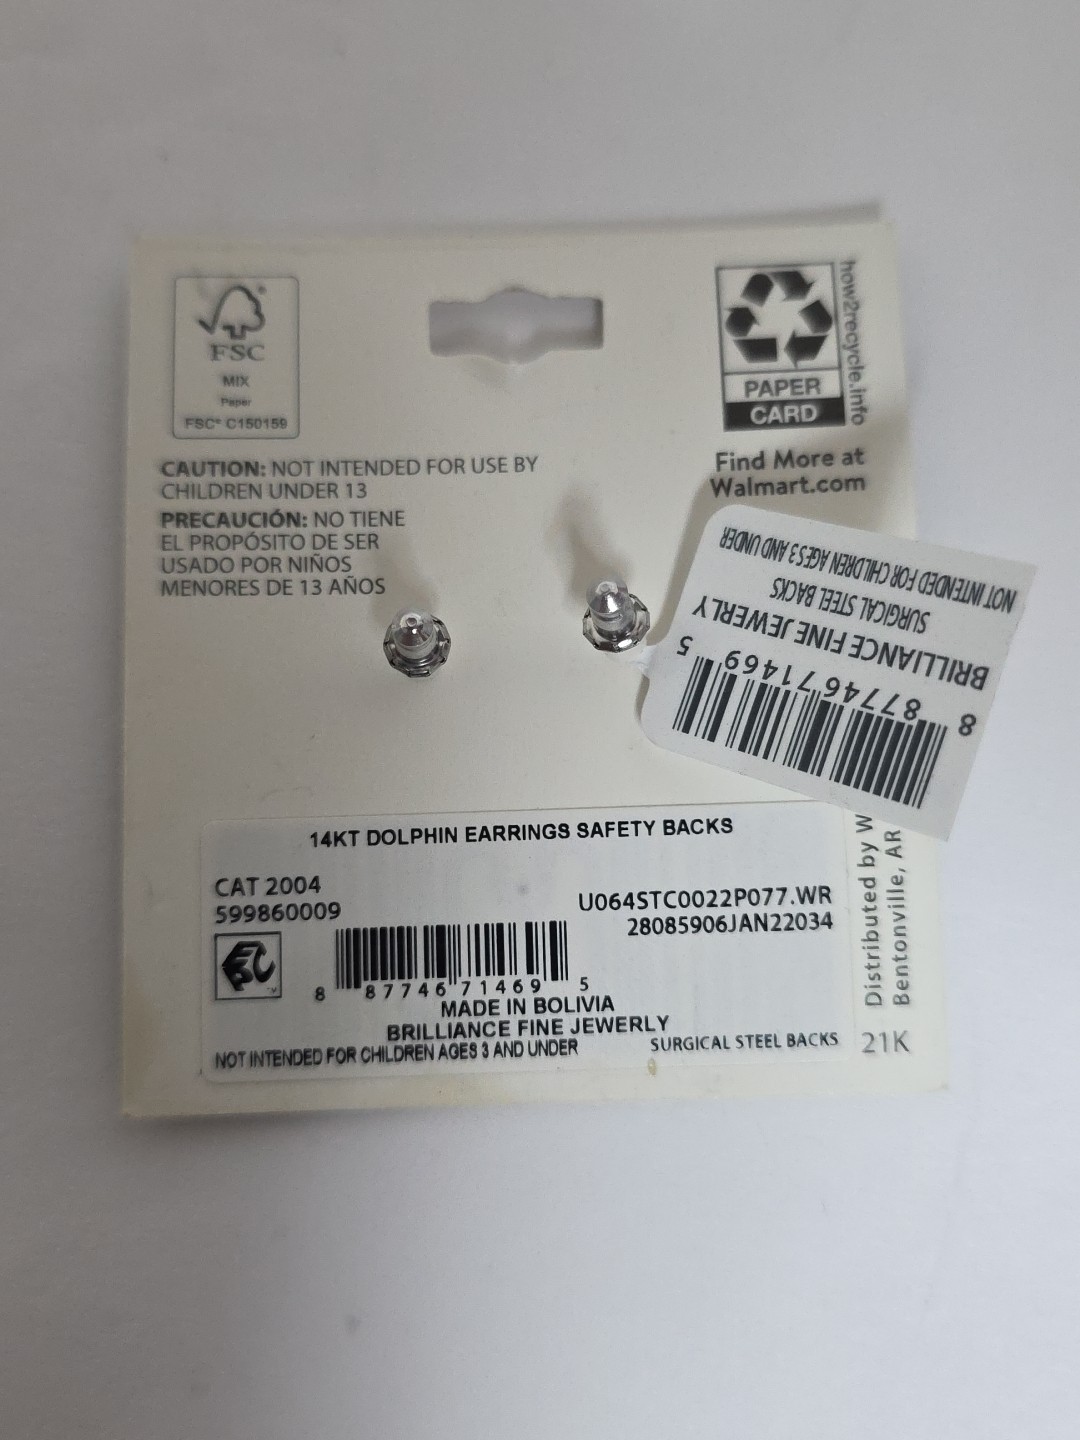 FSC
MIX
Paper
FSC® C150159
PAPER
CARD
how2recycle.info
Find More at
Walmart.com
CAUTION: NOT INTENDED FOR USE BY
CHILDREN UNDER 13
PRECAUCIÓN: NO TIENE
EL PROPÓSITO DE SER
USADO POR NIÑOS
MENORES DE 13 AÑOS
8 87746 71469 5
BRILLIANCE FINE JEWERLY
SURGICAL STEEL BACKS
NOT INTENDED FOR CHILDREN AGES 3 AND UNDER
14KT DOLPHIN EARRINGS SAFETY BACKS
CAT 2004
599860009
U064STC0022P077.WR
28085906JAN22034
8 87746 71469 5
MADE IN BOLIVIA
BRILLIANCE FINE JEWERLY
NOT INTENDED FOR CHILDREN AGES 3 AND UNDER
SURGICAL STEEL BACKS
Distributed by W
Bentonville, AR
21K